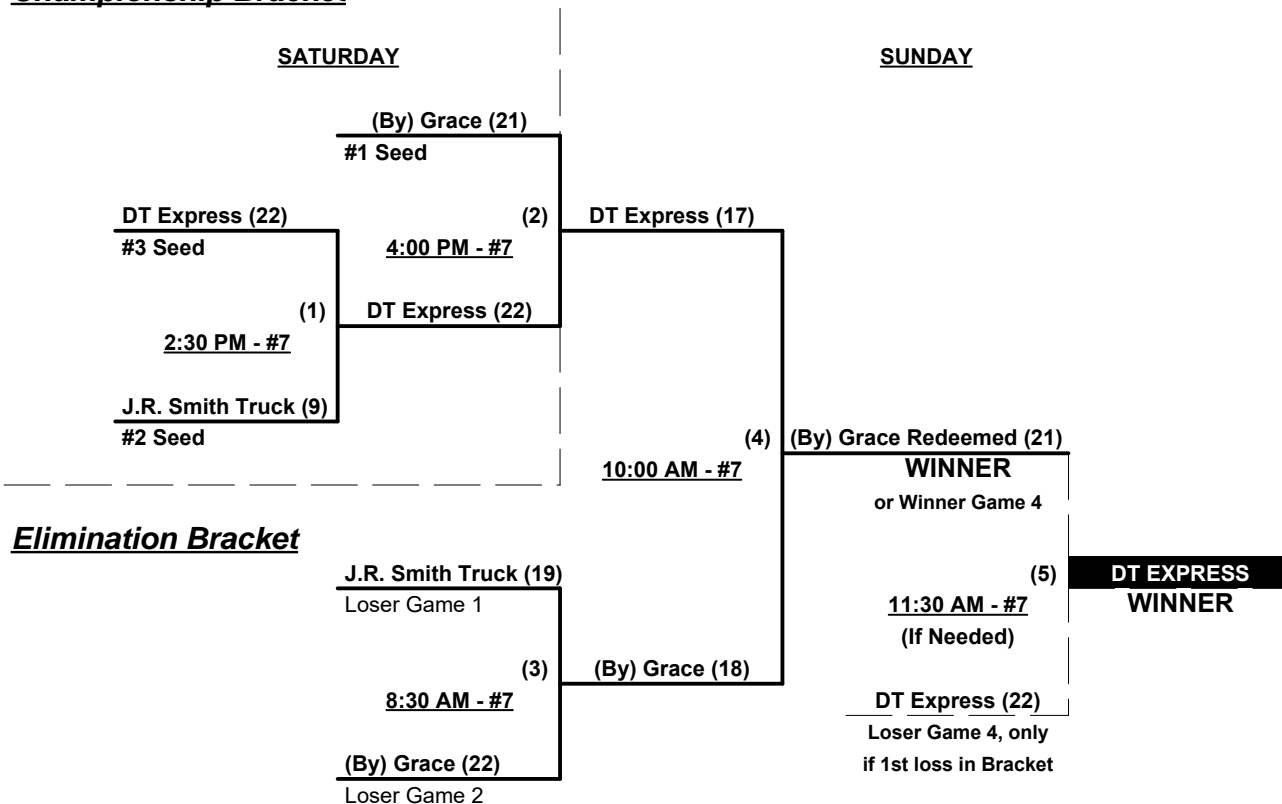 SATURDAY
SUNDAY
(By) Grace (21)
#1 Seed
DT Express (22)
(2)
DT Express (17)
#3 Seed
4:00 PM - #7
(1)
DT Express (22)
2:30 PM - #7
J.R. Smith Truck (9)
#2 Seed
(4)
(By) Grace Redeemed (21)
10:00 AM - #7
WINNER
or Winner Game 4
Elimination Bracket
J.R. Smith Truck (19)
(5)
DT EXPRESS
Loser Game 1
11:30 AM - #7
WINNER
(If Needed)
(3)
(By) Grace (18)
8:30 AM - #7
DT Express (22)
Loser Game 4, only
(By) Grace (22)
if 1st loss in Bracket
Loser Game 2